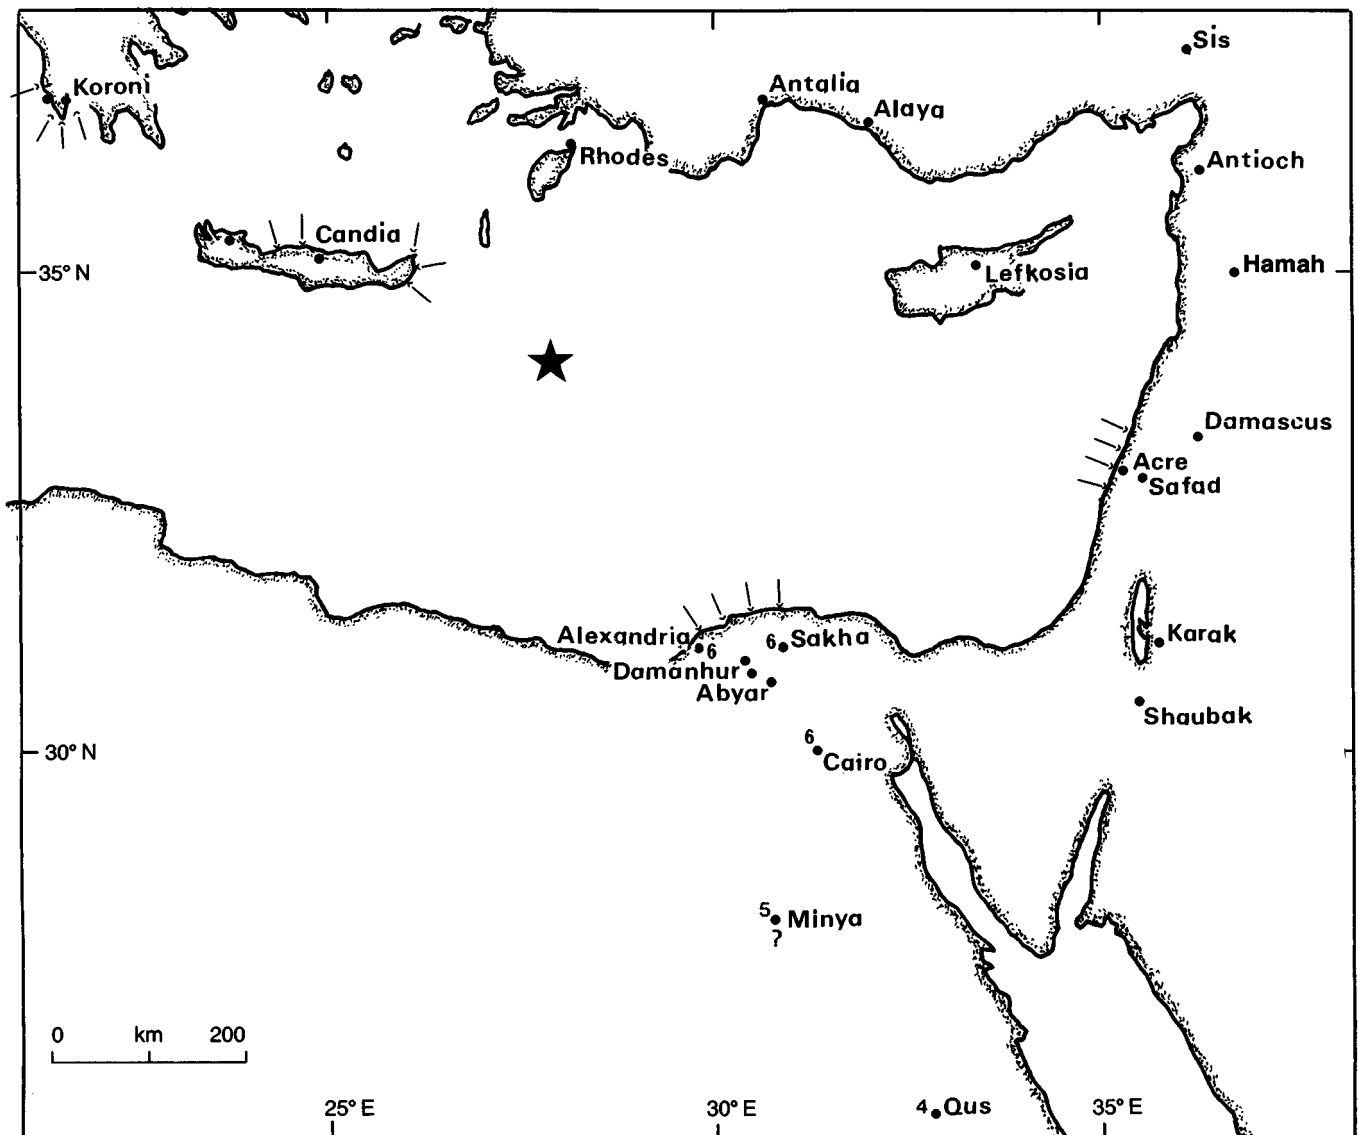 Sis
Koroni
Antalia
Alaya
Rhodes
Antioch
Candia
35° N
Lefkosia
Hamah
Damascus
Acre
Safad
Alexandria
6
6 Sakha
Karak
Damanhur
Abyar
Shaubak
30° N
6
Cairo
5 Minya
?
0 km 200
25° E
30° E
4 Qus
35° E